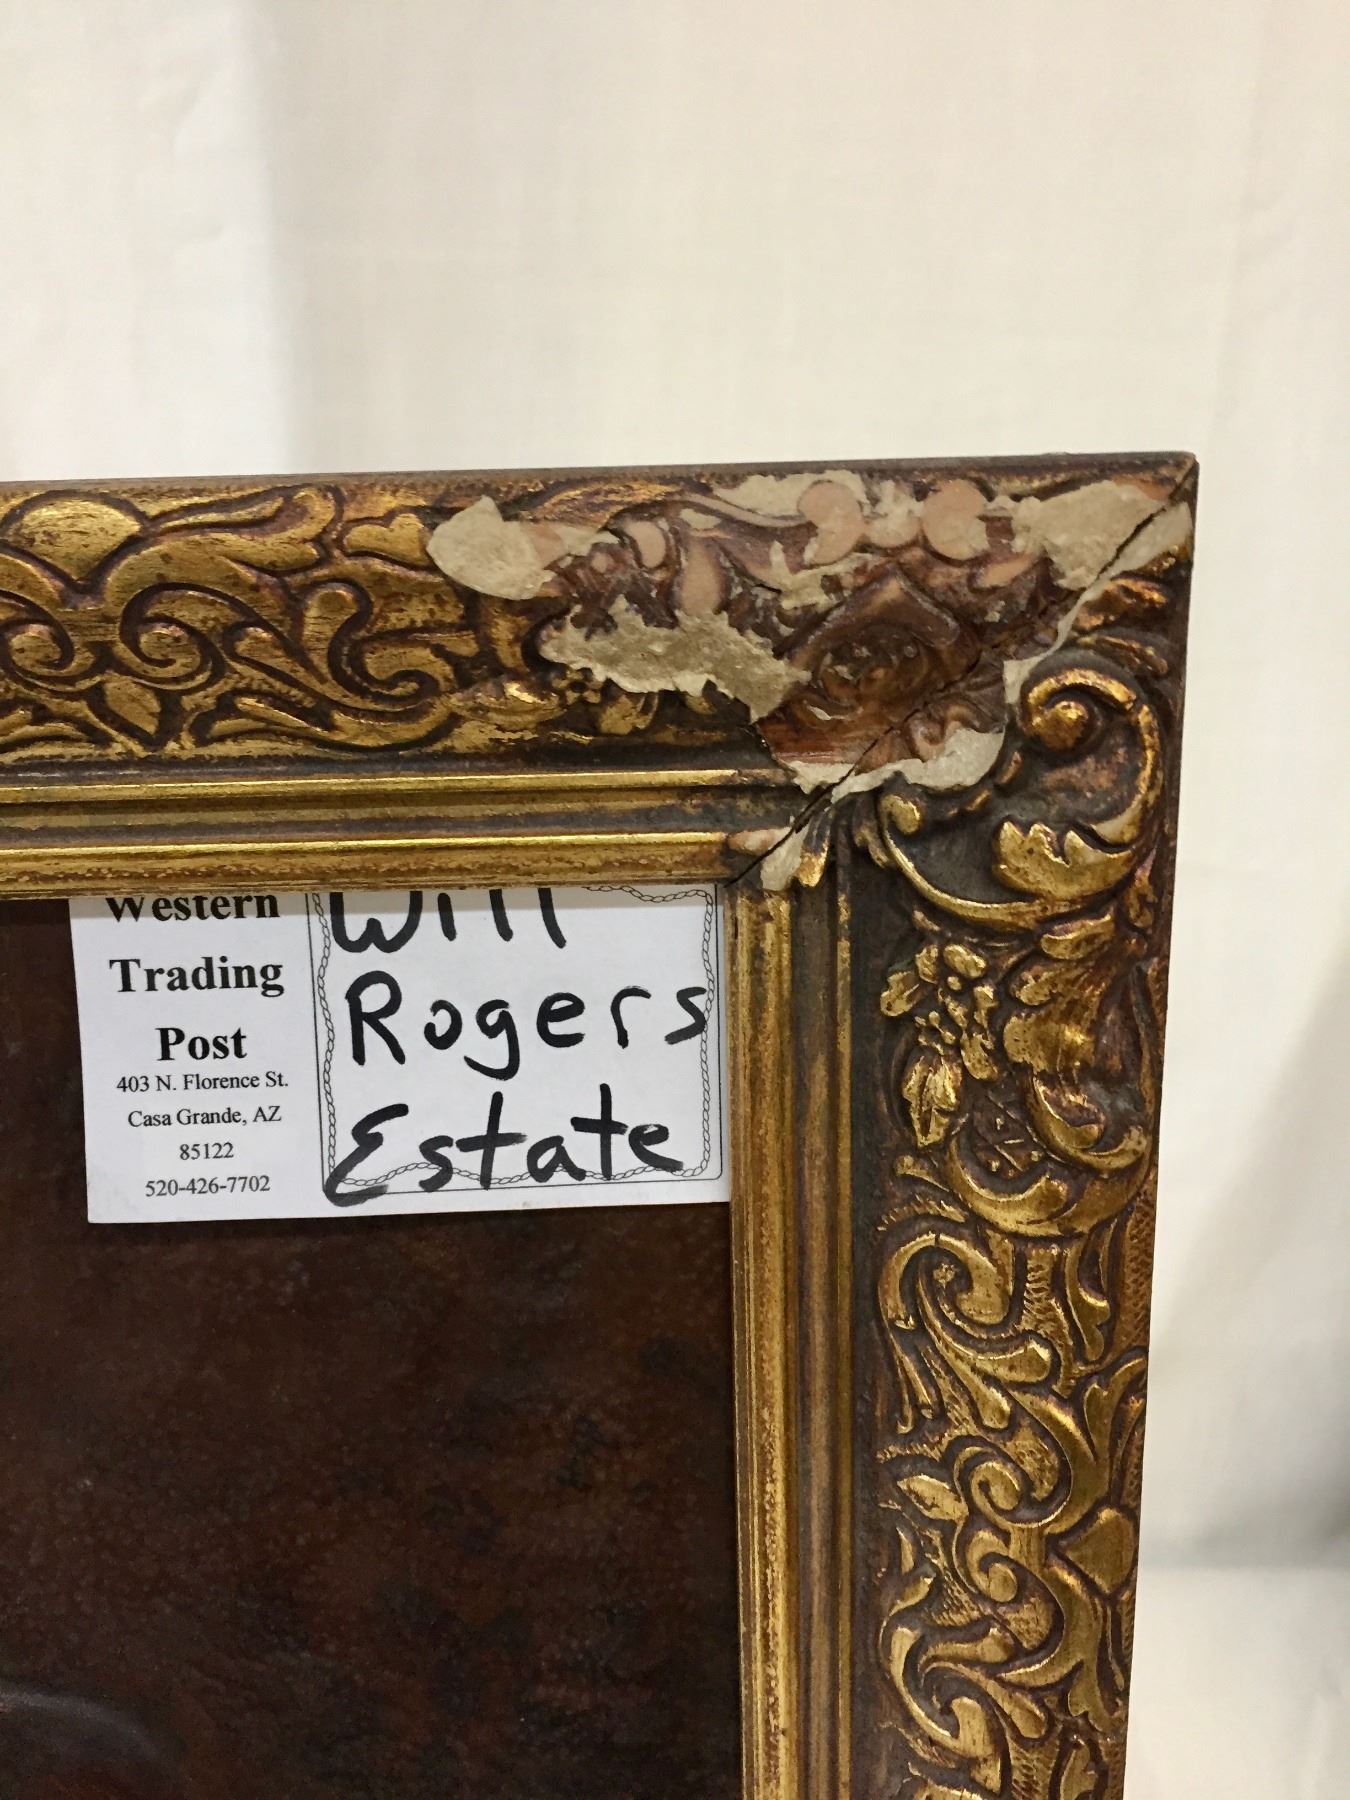 Western
Trading
Post
403 N. Florence St.
Casa Grande, AZ
85122
520-426-7702
Will
Rogers
Estate